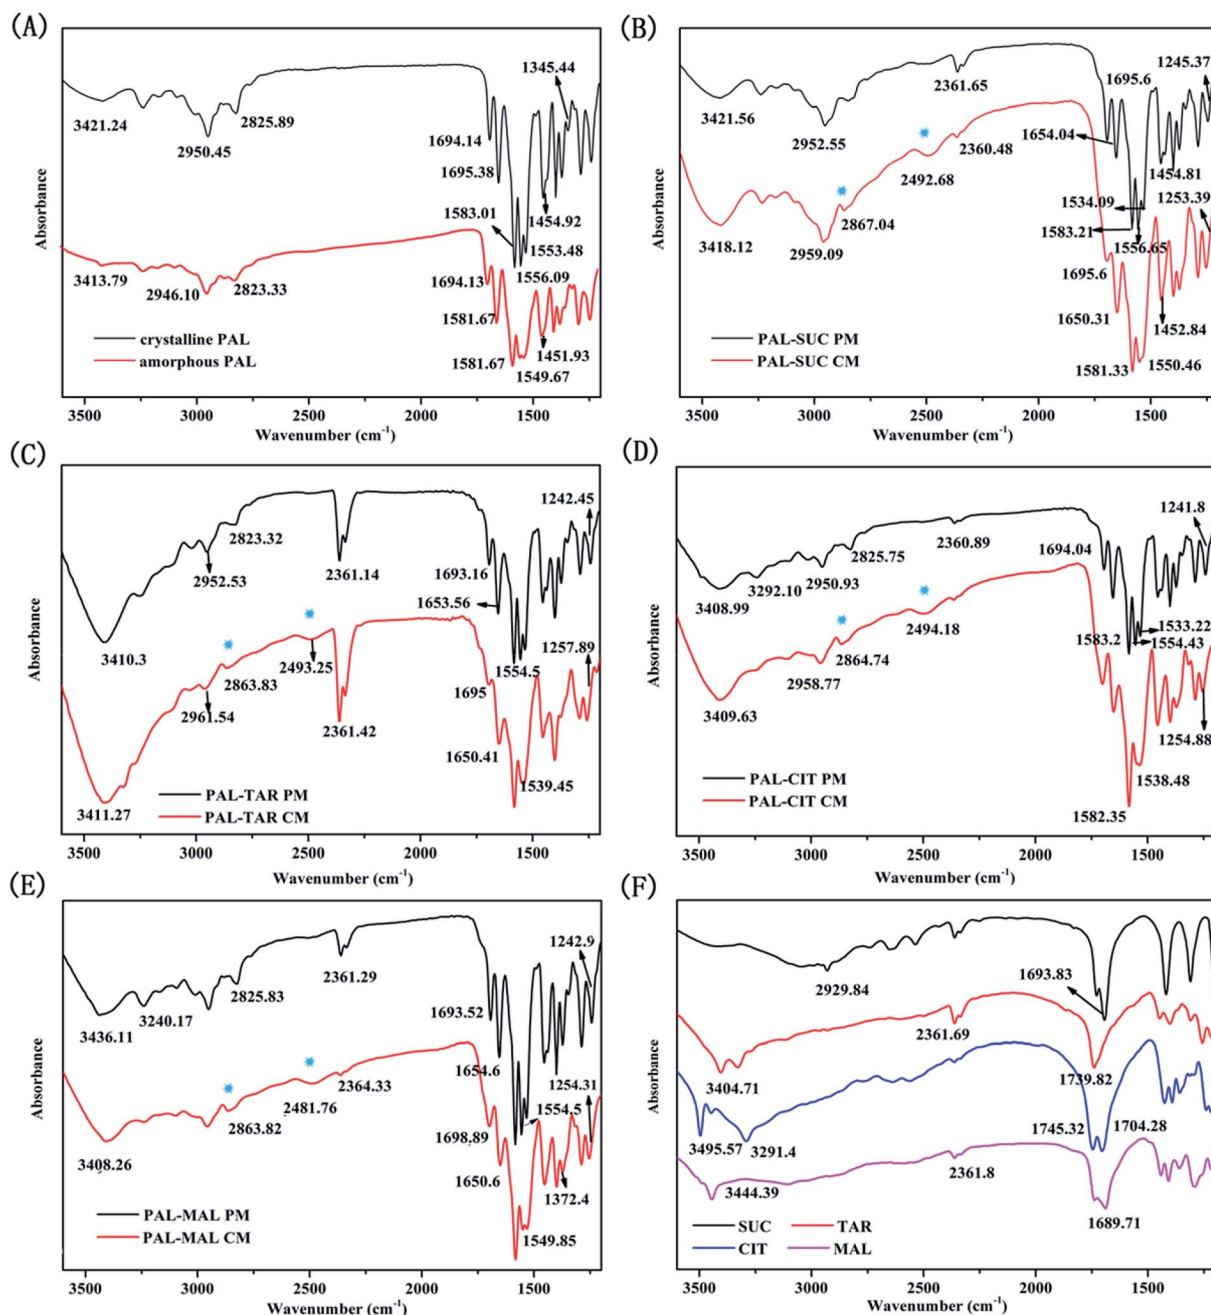 (A)
1345.44
3421.24
2825.89
2950.45
1694.14
1695.38
1583.01
1454.92
1553.48
1556.09
3413.79
2946.10
2823.33
1694.13
1581.67
1451.93
1581.67
1549.67
crystalline PAL
amorphous PAL
Absorbance
3500 3000 2500 2000 1500
Wavenumber (cm-1)
(B)
1245.37
2361.65
1695.6
3421.56
2952.55
1654.04
2360.48
2492.68
1454.81
2867.04
1534.09
1253.39
1583.21
1556.65
3418.12
2959.09
1695.6
1650.31
1452.84
1581.33
1550.46
PAL-SUC PM
PAL-SUC CM
Absorbance
3500 3000 2500 2000 1500
Wavenumber (cm-1)
(C)
1242.45
2823.32
2952.53
2361.14
1693.16
1653.56
3410.3
1554.5
1257.89
2863.83
2493.25
1695
2961.54
2361.42
1650.41
1539.45
3411.27
PAL-TAR PM
PAL-TAR CM
Absorbance
3500 3000 2500 2000 1500
Wavenumber (cm-1)
(D)
1241.8
2825.75
2360.89
1694.04
3292.10
2950.93
3408.99
1533.22
1583.2
1554.43
2494.18
2864.74
2958.77
3409.63
1254.88
1538.48
1582.35
PAL-CIT PM
PAL-CIT CM
Absorbance
3500 3000 2500 2000 1500
Wavenumber (cm-1)
(E)
1242.9
2361.29
2825.83
3240.17
3436.11
1693.52
1654.6
1254.31
2364.33
2481.76
2863.82
1554.5
3408.26
1698.89
1650.6
1372.4
1549.85
PAL-MAL PM
PAL-MAL CM
Absorbance
3500 3000 2500 2000 1500
Wavenumber (cm-1)
(F)
2929.84
1693.83
2361.69
3404.71
1739.82
1745.32
1704.28
3495.57
3291.4
2361.8
3444.39
1689.71
SUC TAR
CIT MAL
Absorbance
3500 3000 2500 2000 1500
Wavenumber (cm-1)